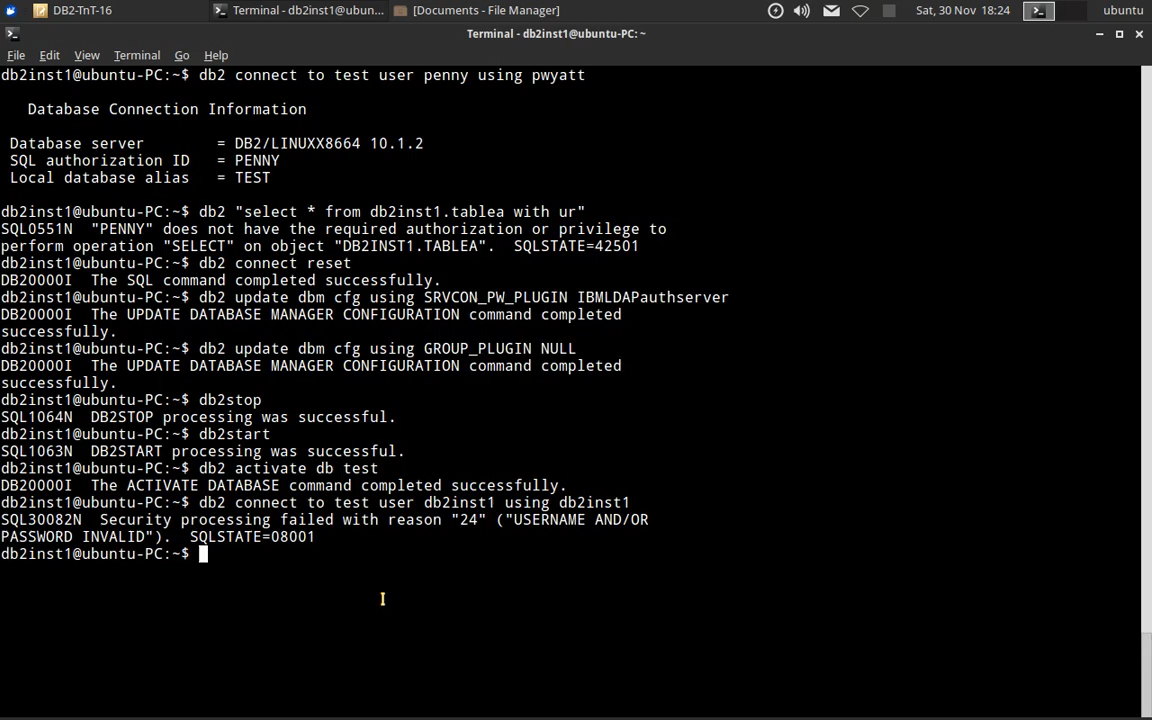 DB2-TnT-16
Terminal - db2inst1@ubun...
[Documents - File Manager]
Sat, 30 Nov 18:24
ubuntu
Terminal - db2inst1@ubuntu-PC: ~
File Edit View Terminal Go Help
db2inst1@ubuntu-PC:~$ db2 connect to test user penny using pwyatt
Database Connection Information
Database server = DB2/LINUXX8664 10.1.2
SQL authorization ID = PENNY
Local database alias = TEST
db2inst1@ubuntu-PC:~$ db2 "select * from db2inst1.tablea with ur"
SQL0551N "PENNY" does not have the required authorization or privilege to
perform operation "SELECT" on object "DB2INST1.TABLEA". SQLSTATE=42501
db2inst1@ubuntu-PC:~$ db2 connect reset
DB20000I The SQL command completed successfully.
db2inst1@ubuntu-PC:~$ db2 update dbm cfg using SRVCON_PW_PLUGIN IBMLDAPauthserver
DB20000I The UPDATE DATABASE MANAGER CONFIGURATION command completed
successfully.
db2inst1@ubuntu-PC:~$ db2 update dbm cfg using GROUP_PLUGIN NULL
DB20000I The UPDATE DATABASE MANAGER CONFIGURATION command completed
successfully.
db2inst1@ubuntu-PC:~$ db2stop
SQL1064N DB2STOP processing was successful.
db2inst1@ubuntu-PC:~$ db2start
SQL1063N DB2START processing was successful.
db2inst1@ubuntu-PC:~$ db2 activate db test
DB20000I The ACTIVATE DATABASE command completed successfully.
db2inst1@ubuntu-PC:~$ db2 connect to test user db2inst1 using db2inst1
SQL30082N Security processing failed with reason "24" ("USERNAME AND/OR
PASSWORD INVALID"). SQLSTATE=08001
db2inst1@ubuntu-PC:~$